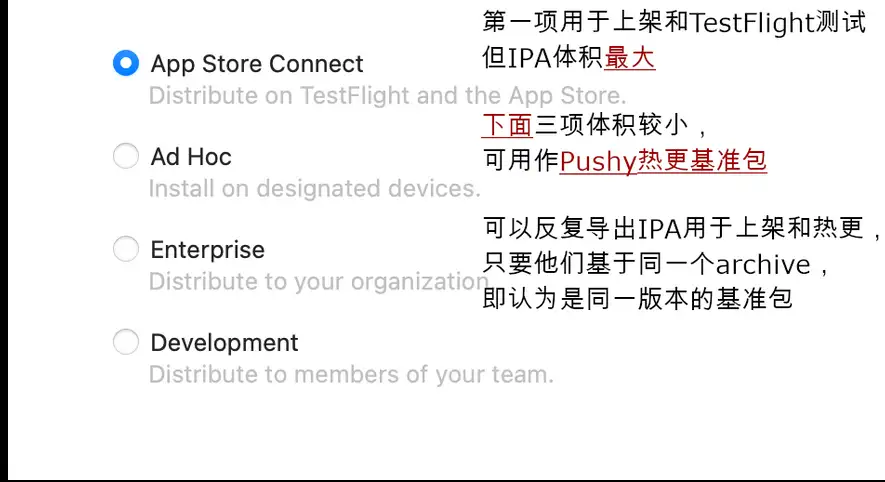 第一项用于上架和TestFlight测试
但IPA体积最大
App Store Connect
Distribute on TestFlight and the App Store.
下面三项体积较小，
可用作Pushy热更基准包
Ad Hoc
Install on designated devices.
可以反复导出IPA用于上架和热更，
只要他们基于同一个archive，
即认为是同一版本的基准包
Enterprise
Distribute to your organization
Development
Distribute to members of your team.